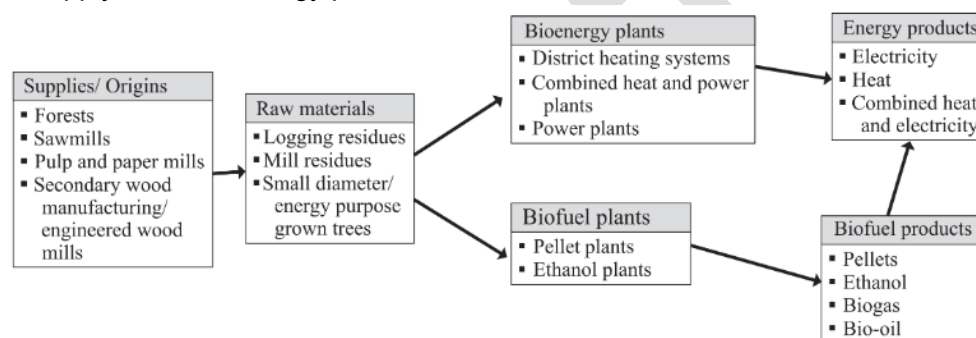 Supplies/ Origins
▪ Forests
▪ Sawmills
▪ Pulp and paper mills
▪ Secondary wood
manufacturing/
engineered wood
mills
Raw materials
▪ Logging residues
▪ Mill residues
▪ Small diameter/
energy purpose
grown trees
Bioenergy plants
▪ District heating systems
▪ Combined heat and power
plants
▪ Power plants
Biofuel plants
▪ Pellet plants
▪ Ethanol plants
Energy products
▪ Electricity
▪ Heat
▪ Combined heat
and electricity
Biofuel products
▪ Pellets
▪ Ethanol
▪ Biogas
▪ Bio-oil